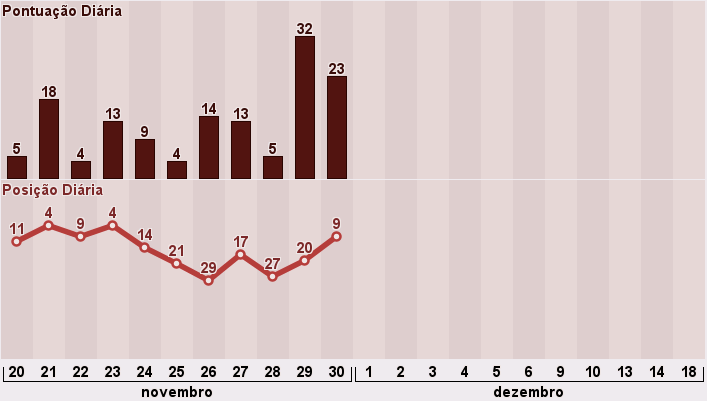 Pontuação Diária
5 18 4 13 9 4 14 13 5 32 23
Posição Diária
11 4 9 4 14 21 29 17 27 20 9
20 21 22 23 24 25 26 27 28 29 30 1 2 3 4 5 6 9 10 13 14 18
novembro dezembro